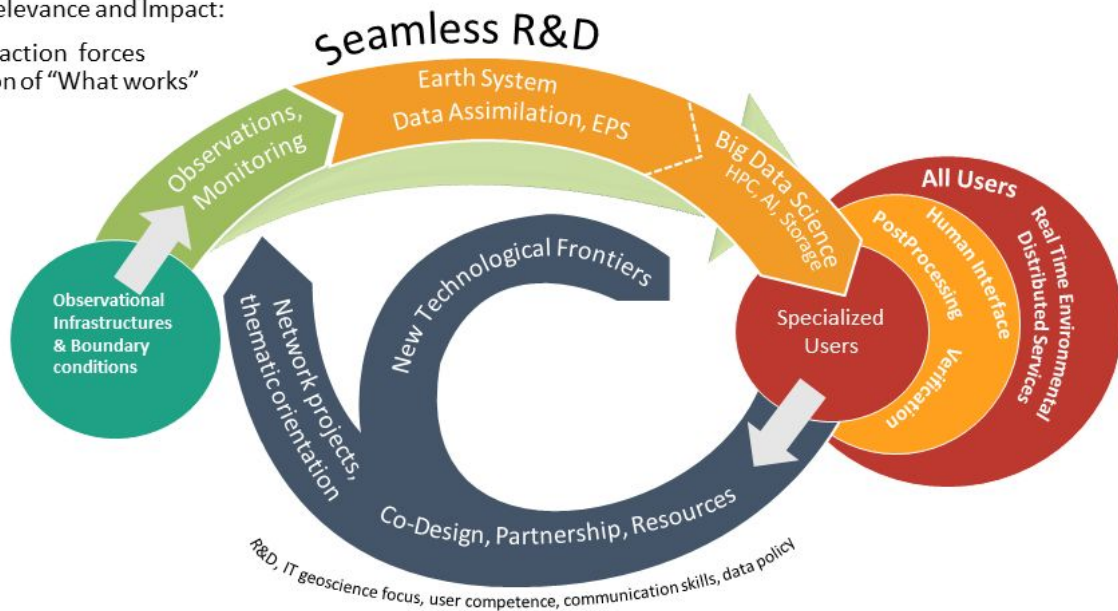 elevance and Impact:
action forces
on of “What works”
Seamless R&D
Observations,
Monitoring
Earth System
Data Assimilation, EPS
Big Data Science
HPC, AI, Storage
All Users
Real Time Environmental
Distributed Services
Human Interface
PostProcessing
Verification
Specialized
Users
Observational
Infrastructures
& Boundary
conditions
New Technological Frontiers
Network projects,
thematic orientation
Co-Design, Partnership, Resources
R&D, IT geoscience focus, user competence, communication skills, data policy